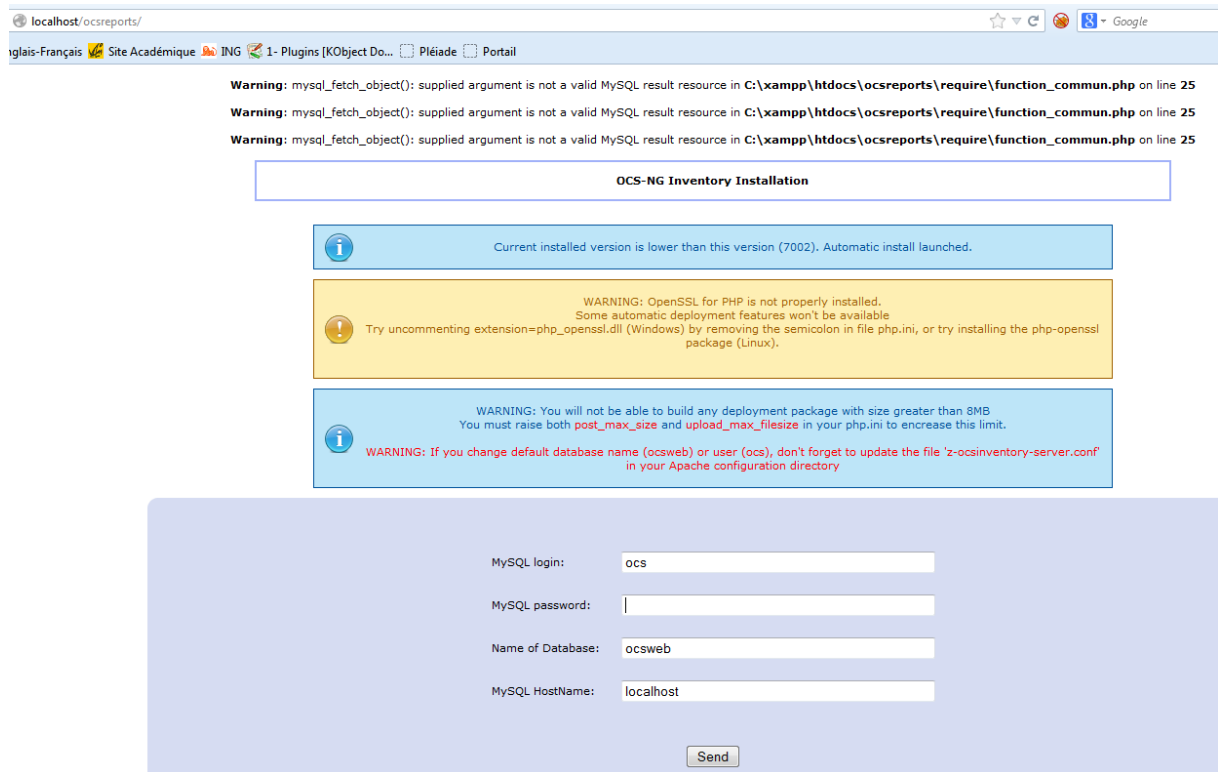 localhost/ocsreports/
Google
nglais-Français Site Académique ING 1- Plugins [KObject Do... Pléiade Portail
Warning: mysql_fetch_object(): supplied argument is not a valid MySQL result resource in C:\xampp\htdocs\ocsreports\require\function_commun.php on line 25
Warning: mysql_fetch_object(): supplied argument is not a valid MySQL result resource in C:\xampp\htdocs\ocsreports\require\function_commun.php on line 25
Warning: mysql_fetch_object(): supplied argument is not a valid MySQL result resource in C:\xampp\htdocs\ocsreports\require\function_commun.php on line 25
OCS-NG Inventory Installation
Current installed version is lower than this version (7002). Automatic install launched.
WARNING: OpenSSL for PHP is not properly installed.
Some automatic deployment features won't be available
Try uncommenting extension=php_openssl.dll (Windows) by removing the semicolon in file php.ini, or try installing the php-openssl
package (Linux).
WARNING: You will not be able to build any deployment package with size greater than 8MB
You must raise both post_max_size and upload_max_filesize in your php.ini to encrease this limit.
WARNING: If you change default database name (ocsweb) or user (ocs), don't forget to update the file 'z-ocsinventory-server.conf'
in your Apache configuration directory
MySQL login: ocs
MySQL password:
Name of Database: ocsweb
MySQL HostName: localhost
Send